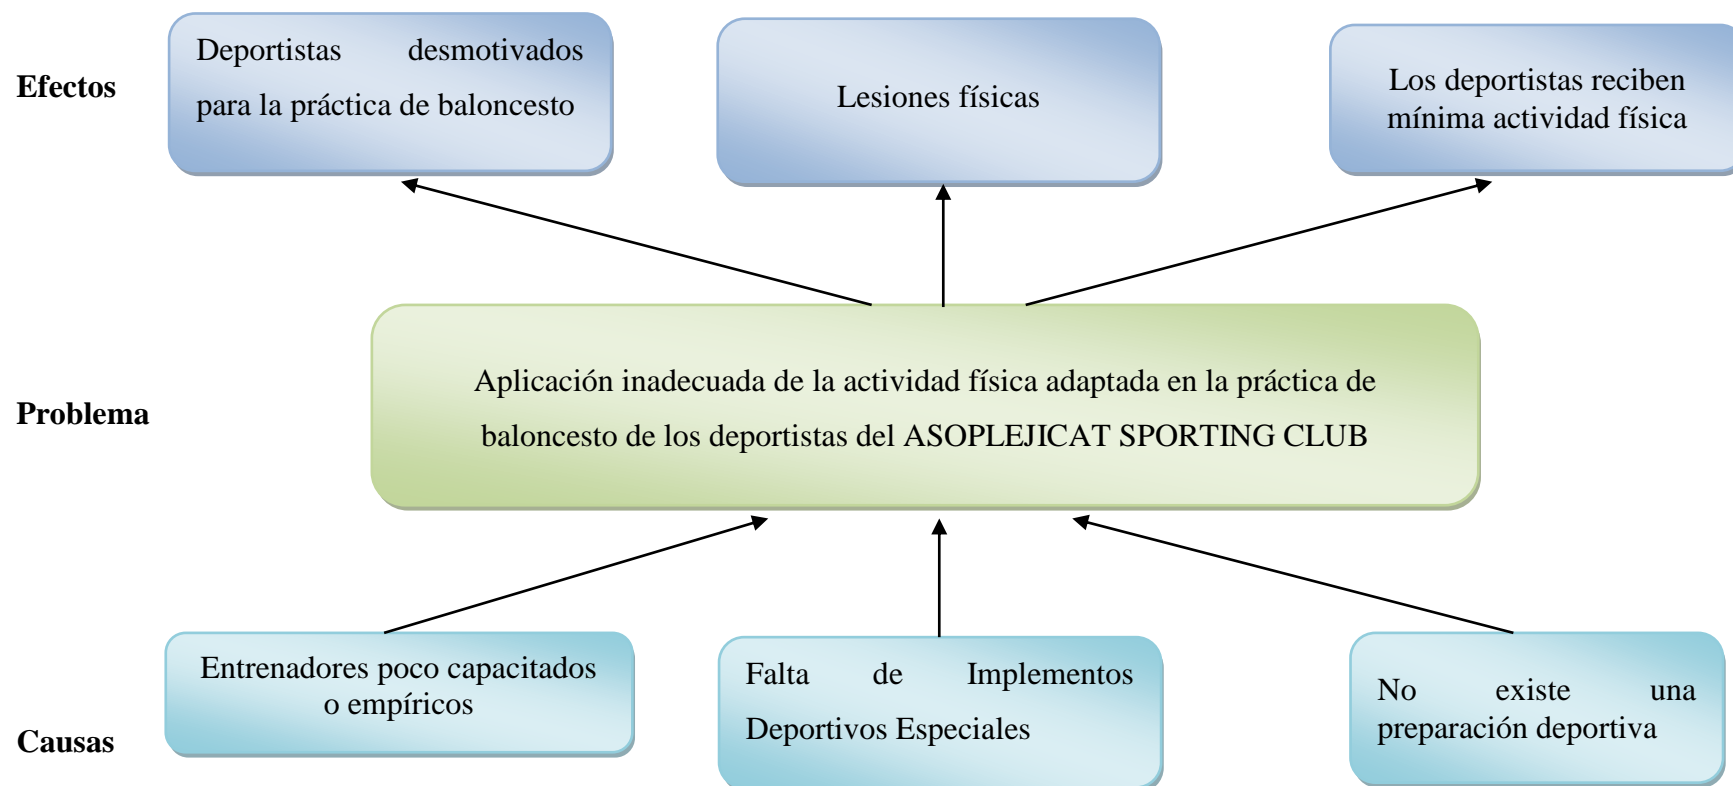 Efectos
Deportistas desmotivados
para la práctica de baloncesto
Lesiones físicas
Los deportistas reciben
mínima actividad física
Problema
Aplicación inadecuada de la actividad física adaptada en la práctica de
baloncesto de los deportistas del ASOPLEJICAT SPORTING CLUB
Causas
Entrenadores poco capacitados
o empíricos
Falta de Implementos
Deportivos Especiales
No existe una
preparación deportiva